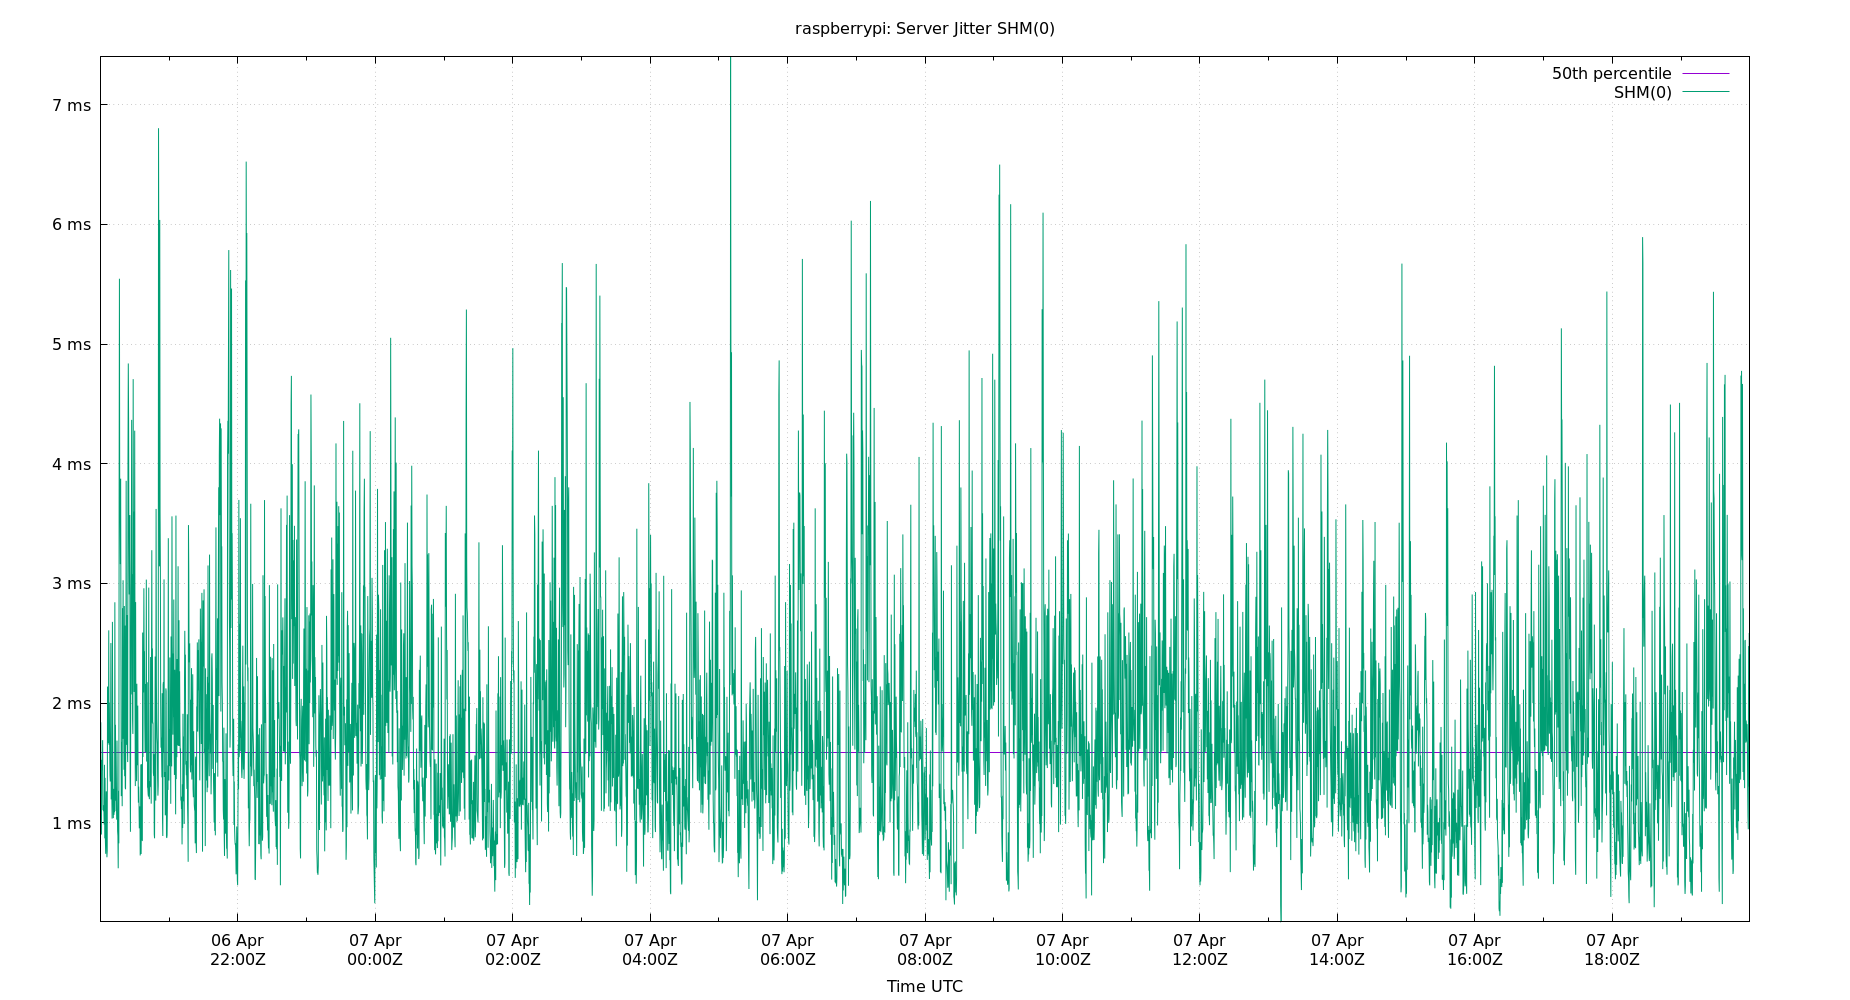 raspberrypi: Server Jitter SHM(0)
50th percentile
SHM(0)
7 ms
6 ms
5 ms
4 ms
3 ms
2 ms
1 ms
06 Apr 07 Apr 07 Apr 07 Apr 07 Apr 07 Apr 07 Apr 07 Apr 07 Apr 07 Apr 07 Apr
22:00Z 00:00Z 02:00Z 04:00Z 06:00Z 08:00Z 10:00Z 12:00Z 14:00Z 16:00Z 18:00Z
Time UTC